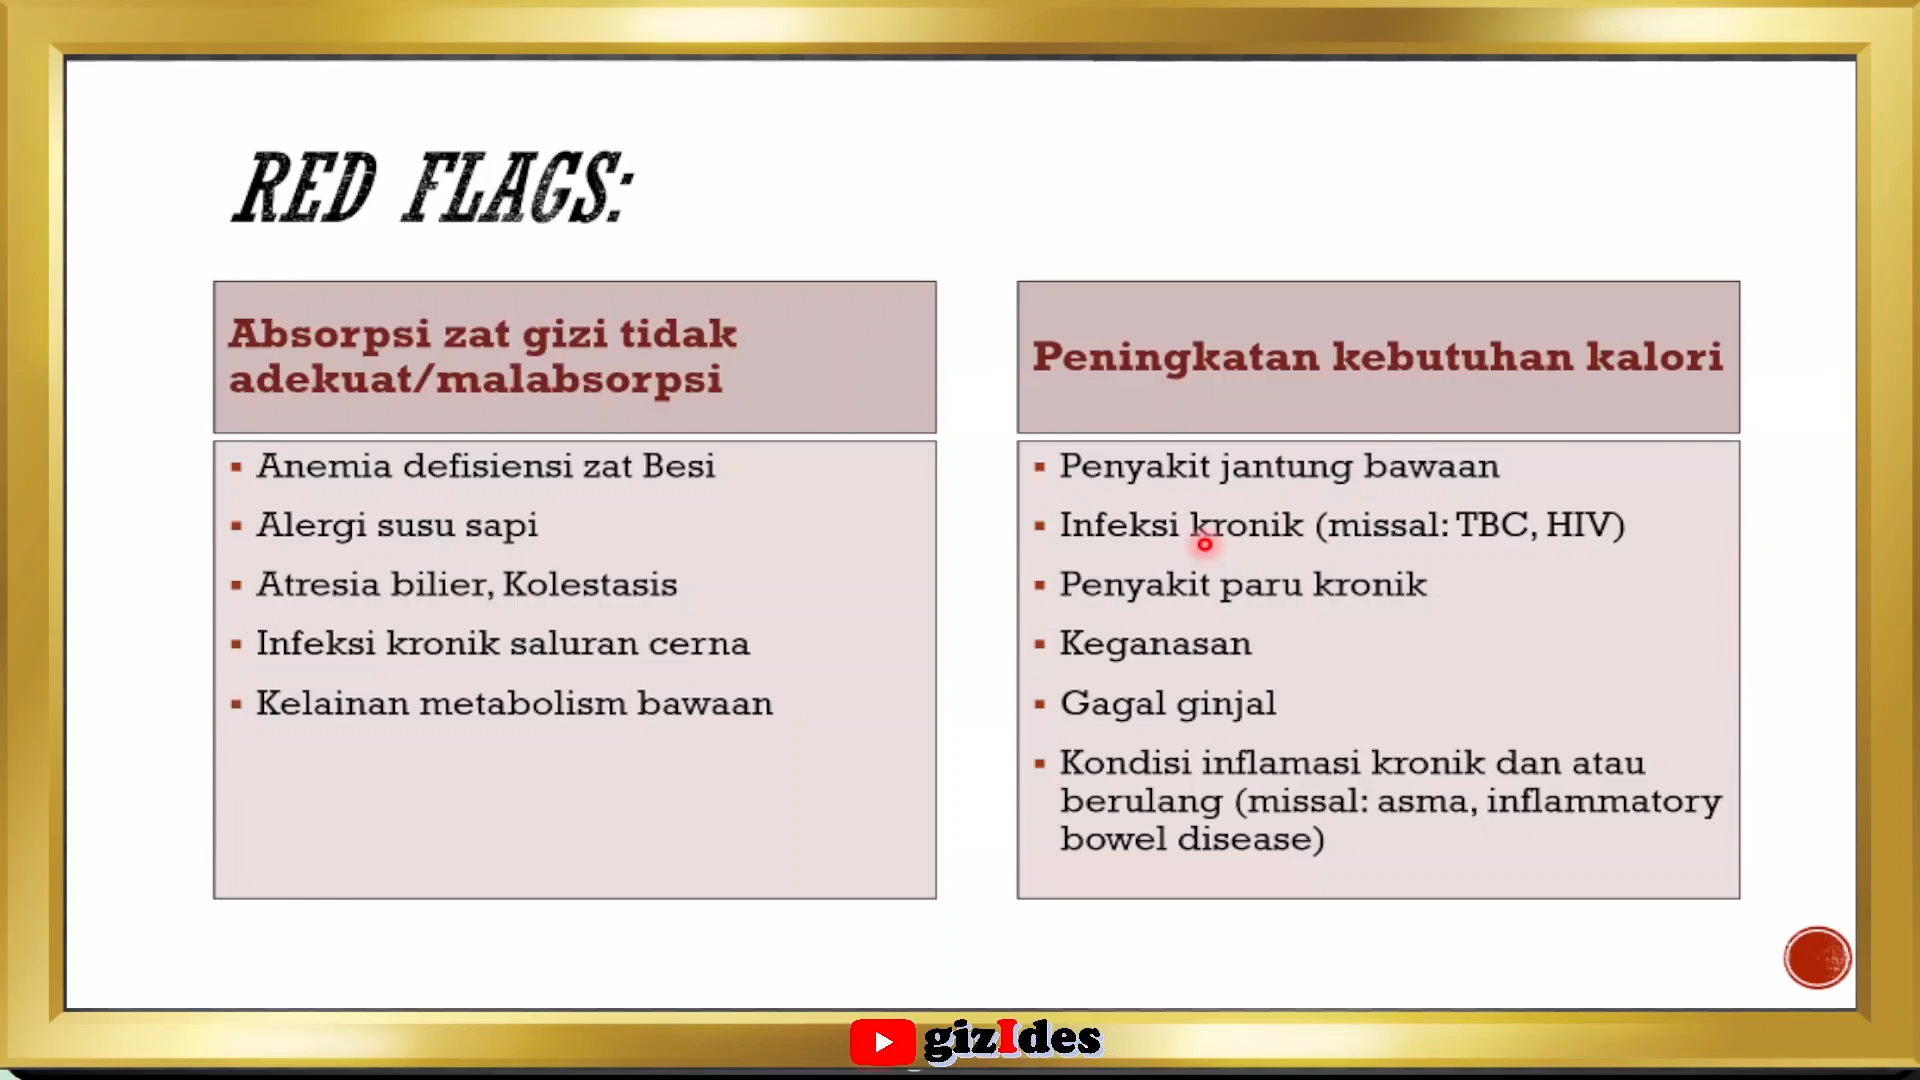 RED FLAGS:
Absorpsi zat gizi tidak
adekuat/malabsorpsi
Anemia defisiensi zat Besi
Alergi susu sapi
Atresia bilier, Kolestasis
Infeksi kronik saluran cerna
Kelainan metabolism bawaan
Peningkatan kebutuhan kalori
Penyakit jantung bawaan
Infeksi kronik (missal: TBC, HIV)
Penyakit paru kronik
Keganasan
Gagal ginjal
Kondisi inflamasi kronik dan atau
berulang (missal: asma, inflammatory
bowel disease)
gizIdes